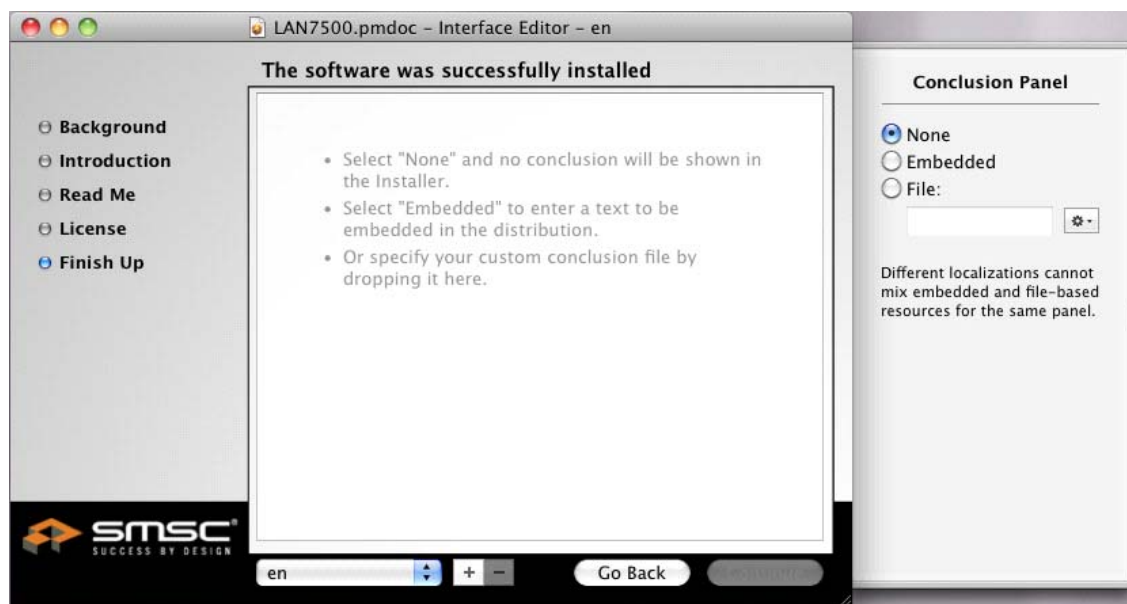 LAN7500.pmdoc – Interface Editor – en
The software was successfully installed
Background
Introduction
Read Me
License
Finish Up
• Select "None" and no conclusion will be shown in
the Installer.
• Select "Embedded" to enter a text to be
embedded in the distribution.
• Or specify your custom conclusion file by
dropping it here.
smsc®
SUCCESS BY DESIGN
en
+ −
Go Back
Conclusion Panel
None
Embedded
File:
Different localizations cannot
mix embedded and file-based
resources for the same panel.